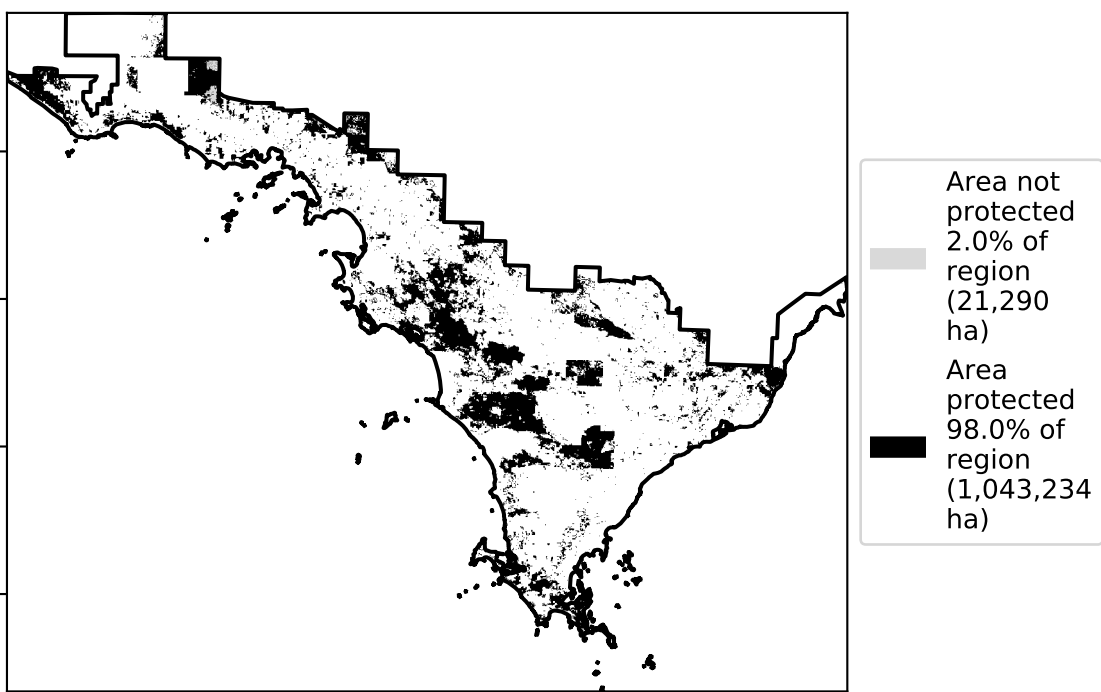 Area not
protected
2.0% of
region
(21,290
ha)
Area
protected
98.0% of
region
(1,043,234
ha)